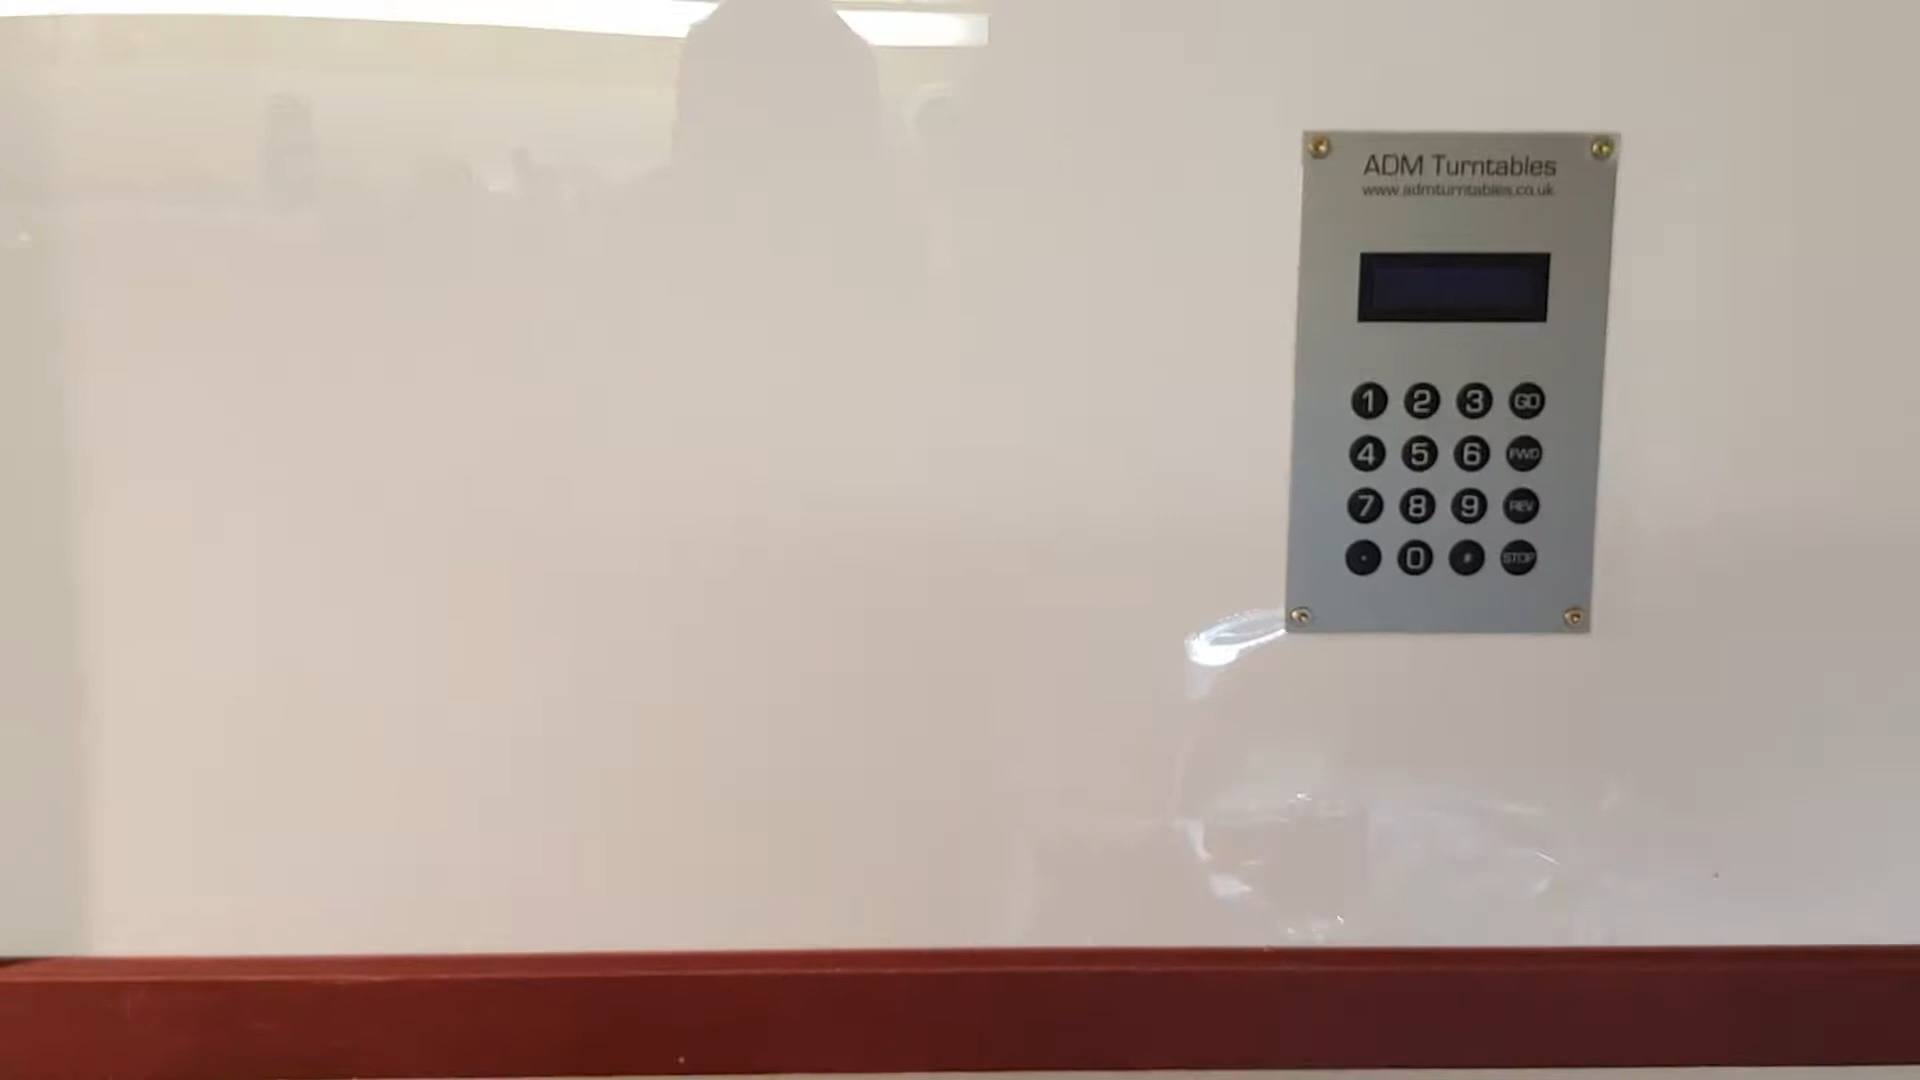 ADM Turntables
www.admturntables.co.uk
1 2 3 GO
4 5 6 FWD
7 8 9 REV
0 # STOP